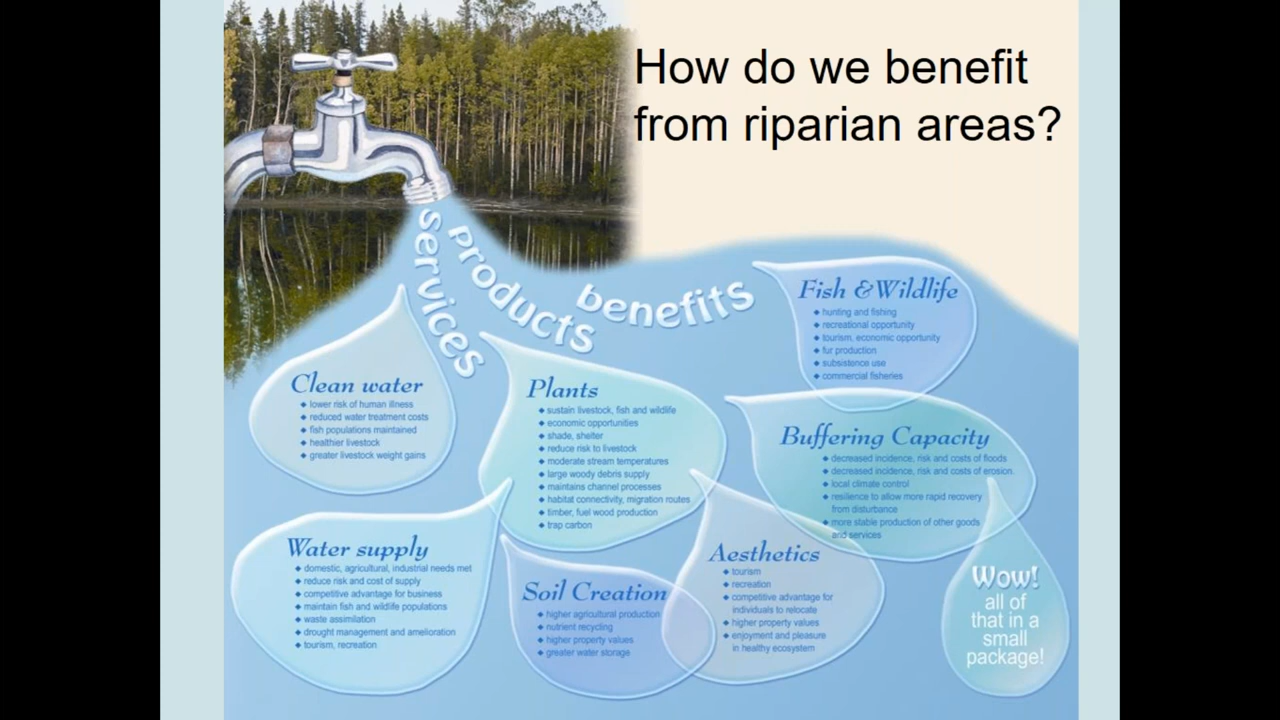 How do we benefit
from riparian areas?
services
products
benefits
Fish & Wildlife
◆ hunting and fishing
◆ recreational opportunity
◆ tourism, economic opportunity
◆ fur production
◆ subsistence use
◆ commercial fisheries
Clean water
◆ lower risk of human illness
◆ reduced water treatment costs
◆ fish populations maintained
◆ healthier livestock
◆ greater livestock weight gains
Plants
◆ sustain livestock, fish and wildlife
◆ economic opportunities
◆ shade, shelter
◆ reduce risk to livestock
◆ moderate stream temperatures
◆ large woody debris supply
◆ maintains channel processes
◆ habitat connectivity, migration routes
◆ timber, fuel wood production
◆ trap carbon
Buffering Capacity
◆ decreased incidence, risk and costs of floods
◆ decreased incidence, risk and costs of erosion.
◆ local climate control
◆ resilience to allow more rapid recovery
from disturbance
◆ more stable production of other goods
and services
Water supply
◆ domestic, agricultural, industrial needs met
◆ reduce risk and cost of supply
◆ competitive advantage for business
◆ maintain fish and wildlife populations
◆ waste assimilation
◆ drought management and amelioration
◆ tourism, recreation
Soil Creation
◆ higher agricultural production
◆ nutrient recycling
◆ higher property values
◆ greater water storage
Aesthetics
◆ tourism
◆ recreation
◆ competitive advantage for
individuals to relocate
◆ higher property values
◆ enjoyment and pleasure
in healthy ecosystem
Wow!
all of
that in a
small
package!